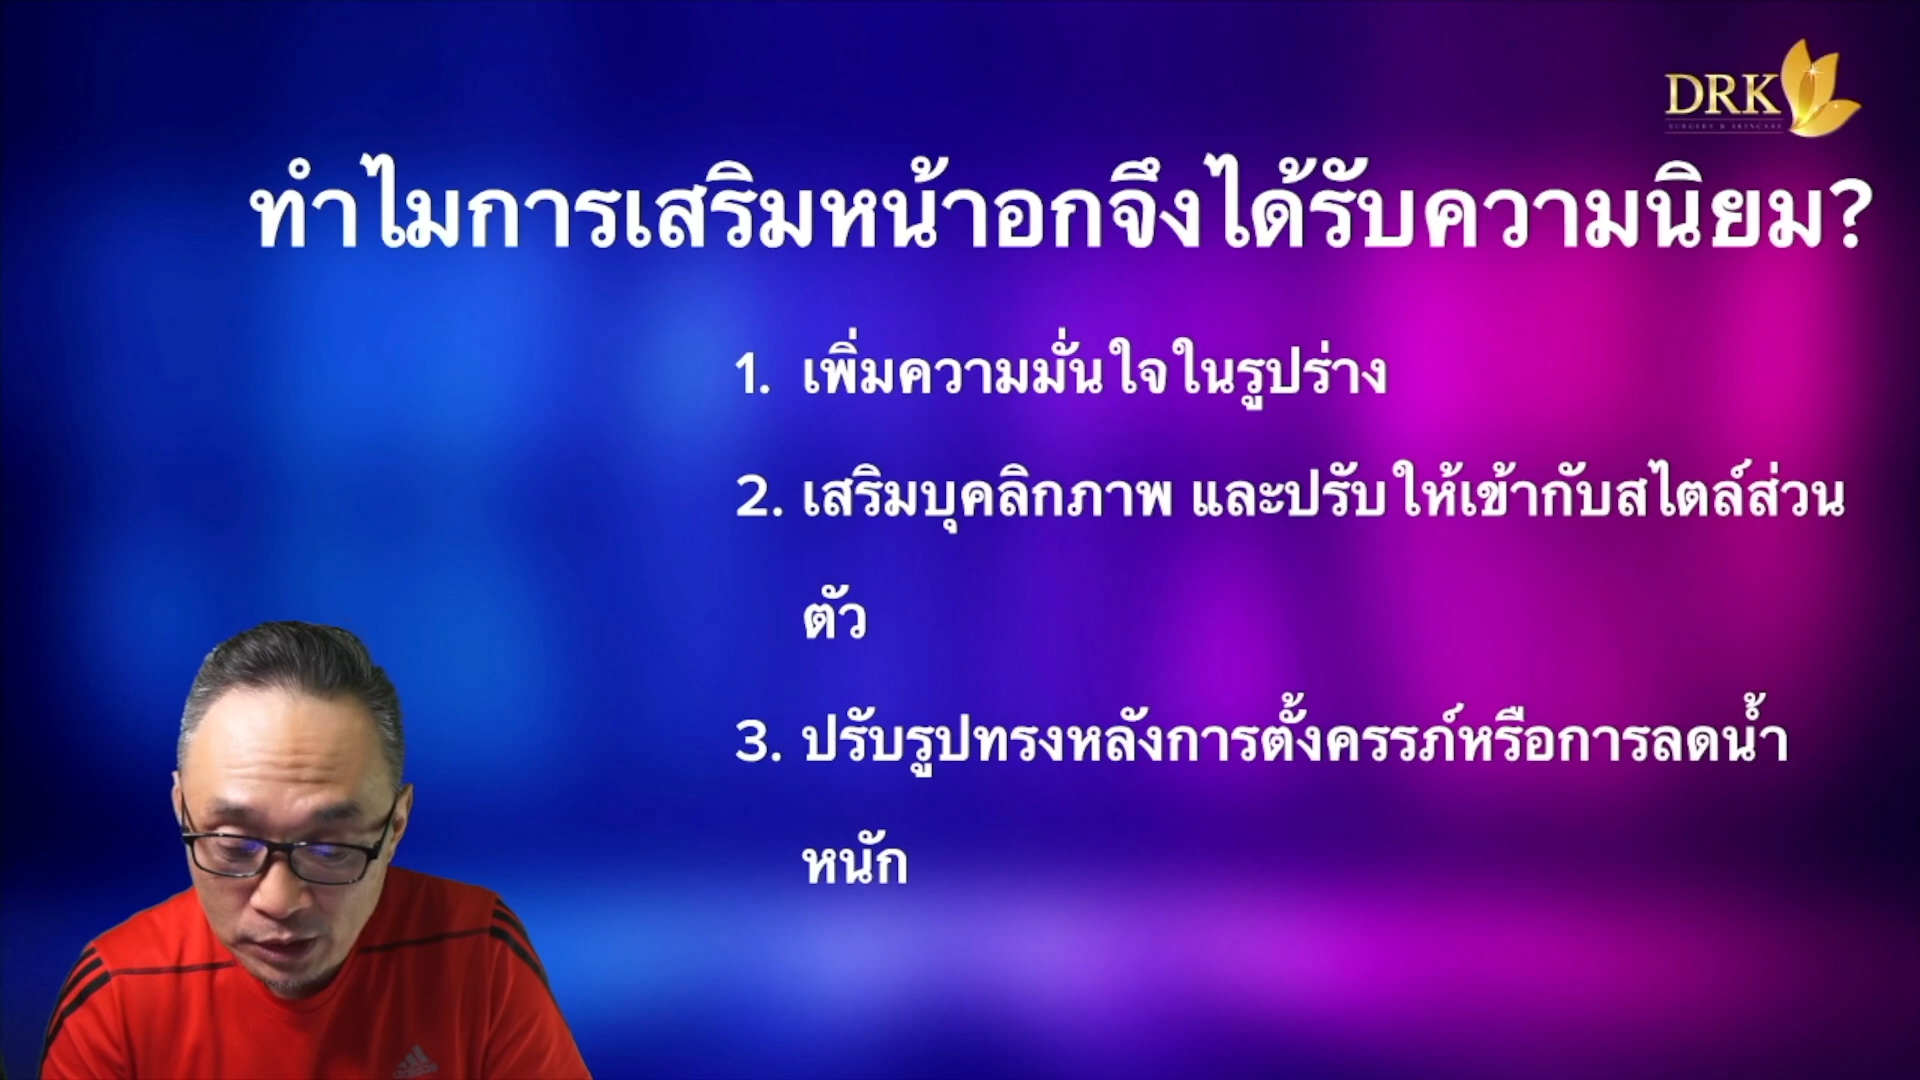 DRK
SURGERY & SKINCARE
ทำไมการเสริมหน้าอกจึงได้รับความนิยม?
1. เพิ่มความมั่นใจในรูปร่าง
2. เสริมบุคลิกภาพ และปรับให้เข้ากับสไตล์ส่วน
ตัว
3. ปรับรูปทรงหลังการตั้งครรภ์หรือการลดน้ำ
หนัก
adidas